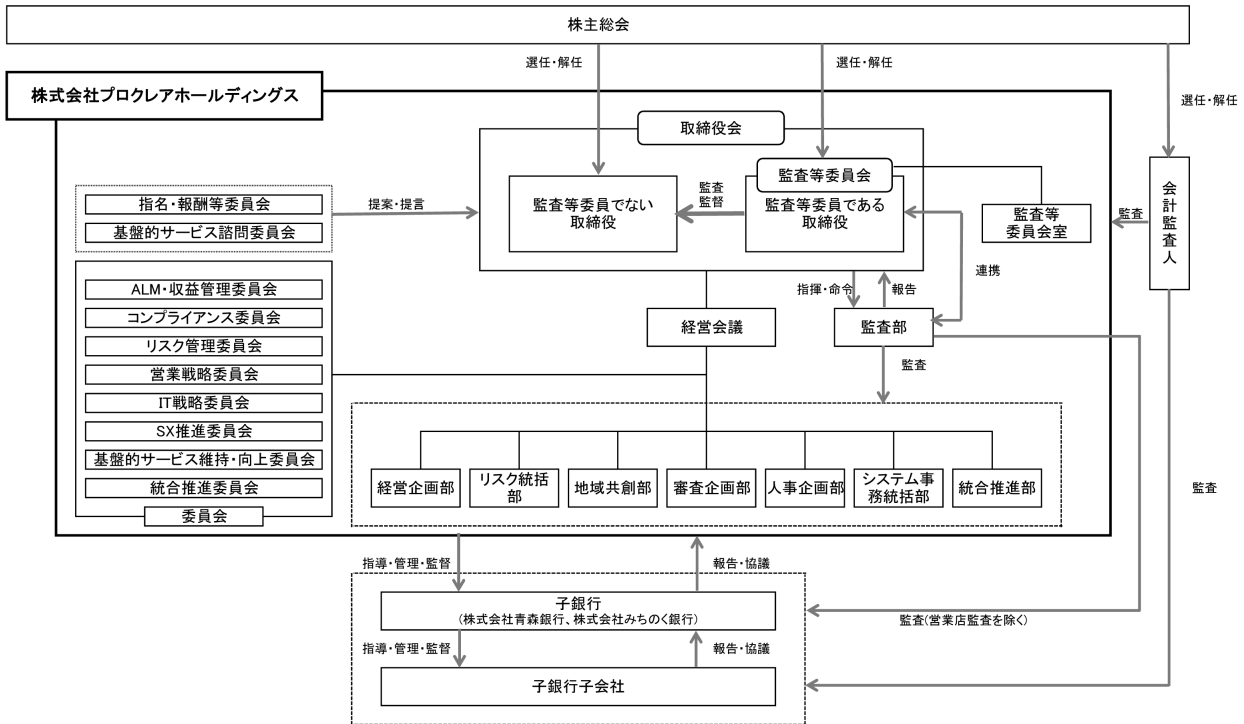 株主総会
選任・解任
選任・解任
選任・解任
株式会社プロクレアホールディングス
取締役会
監査等委員会
監査等委員でない
取締役
監査
監督
監査等委員である
取締役
監査等
委員会室
監査
会計監査人
指名・報酬等委員会
基盤的サービス諮問委員会
提案・提言
連携
指揮・命令
報告
ALM・収益管理委員会
コンプライアンス委員会
リスク管理委員会
営業戦略委員会
IT戦略委員会
SX推進委員会
基盤的サービス維持・向上委員会
統合推進委員会
委員会
経営会議
監査部
監査
経営企画部
リスク統括
部
地域共創部
審査企画部
人事企画部
システム事
務統括部
統合推進部
監査
指導・管理・監督
報告・協議
子銀行
(株式会社青森銀行、株式会社みちのく銀行)
監査(営業店監査を除く)
指導・管理・監督
報告・協議
子銀行子会社